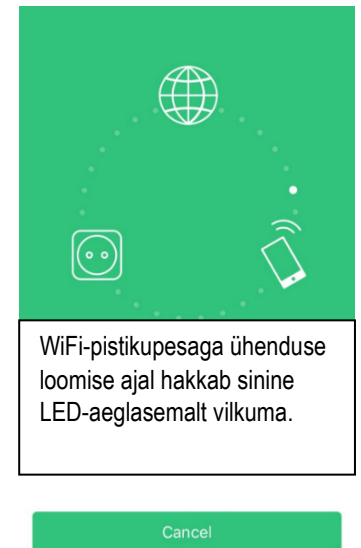 WiFi-pistikupesaga ühenduse
loomise ajal hakkab sinine
LED-aeglasemalt vilkuma.
Cancel